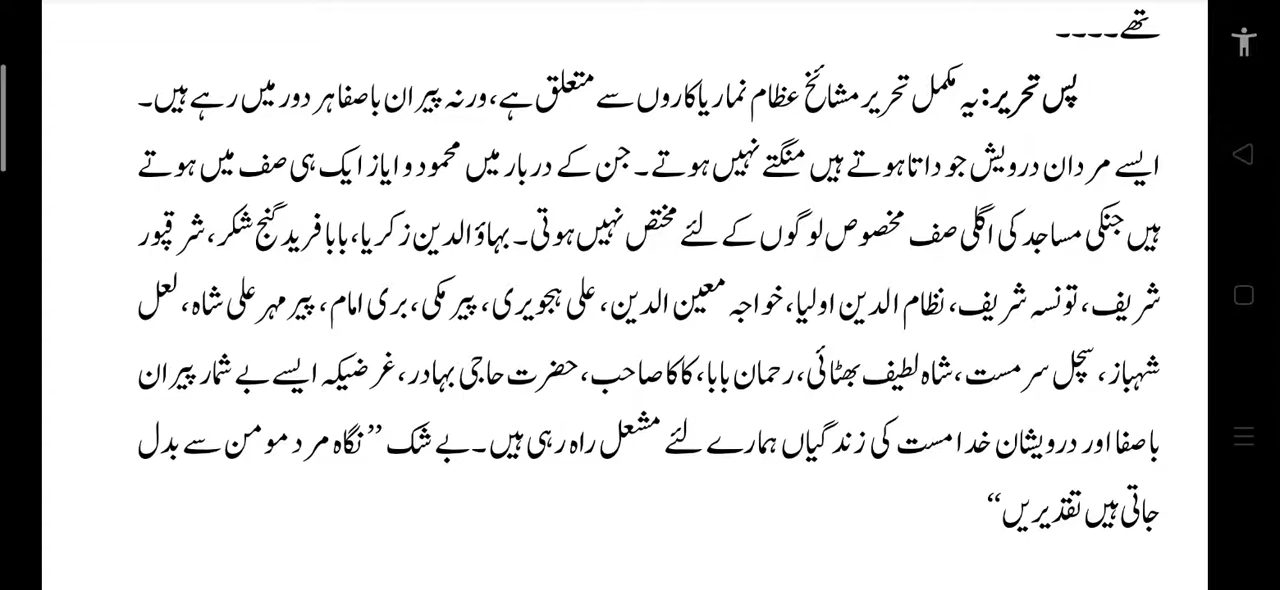 تھے۔۔۔۔
پس تحریر: یہ مکمل تحریر مشائخ عظام نما ریاکاروں سے متعلق ہے، ورنہ پیران باصفا ہر دور میں رہے ہیں۔
ایسے مردان درویش جو داتا ہوتے ہیں منگتے نہیں ہوتے۔ جن کے دربار میں محمود و ایاز ایک ہی صف میں ہوتے
ہیں جنکی مساجد کی اگلی صف مخصوص لوگوں کے لئے مختص نہیں ہوتی۔ بہاؤ الدین زکریا، بابا فرید گنج شکر، شرقپور
شریف، تونسہ شریف، نظام الدین اولیا، خواجہ معین الدین، علی ہجویری، پیر مکی، بری امام، پیر مہر علی شاہ، لعل
شہباز، سچل سرمست، شاہ لطیف بھٹائی، رحمان بابا، کاکا صاحب، حضرت حاجی بہادر، غرضیکہ ایسے بے شمار پیران
باصفا اور درویشان خدا مست کی زندگیاں ہمارے لئے مشعل راہ رہی ہیں۔ بے شک ”نگاہ مرد مومن سے بدل
جاتی ہیں تقدیریں“